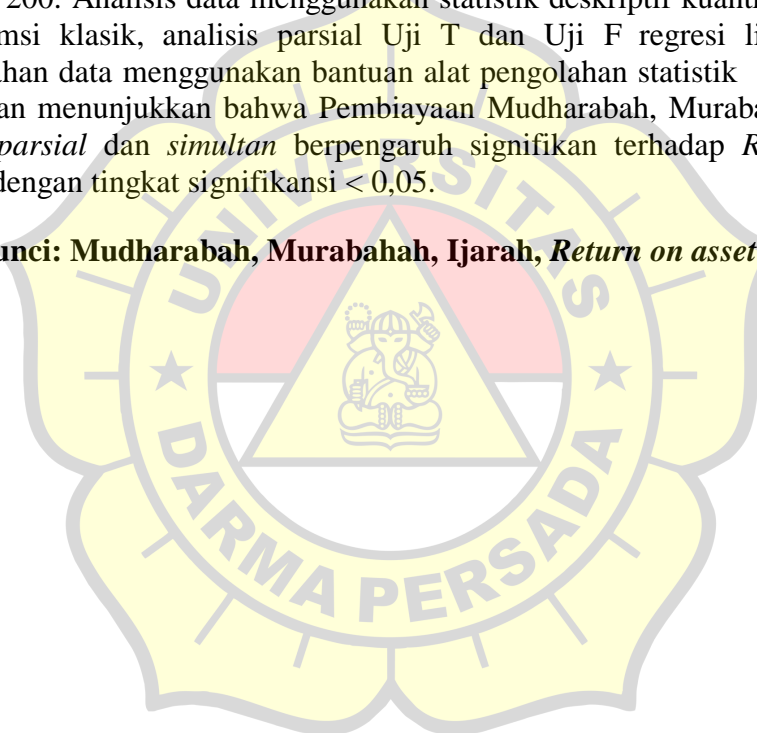 200. Analisis data menggunakan statistik deskriptif
msi klasik, analisis parsial Uji T dan Uji F regresi li
han data menggunakan bantuan alat pengolahan statistik
an menunjukkan bahwa Pembiayaan Mudharabah, Murabah
parsial dan simultan berpengaruh signifikan terhadap R
dengan tingkat signifikansi < 0,05.
unci: Mudharabah, Murabahah, Ijarah, Return on asset
UNIVERSITAS
DARMA PERSADA